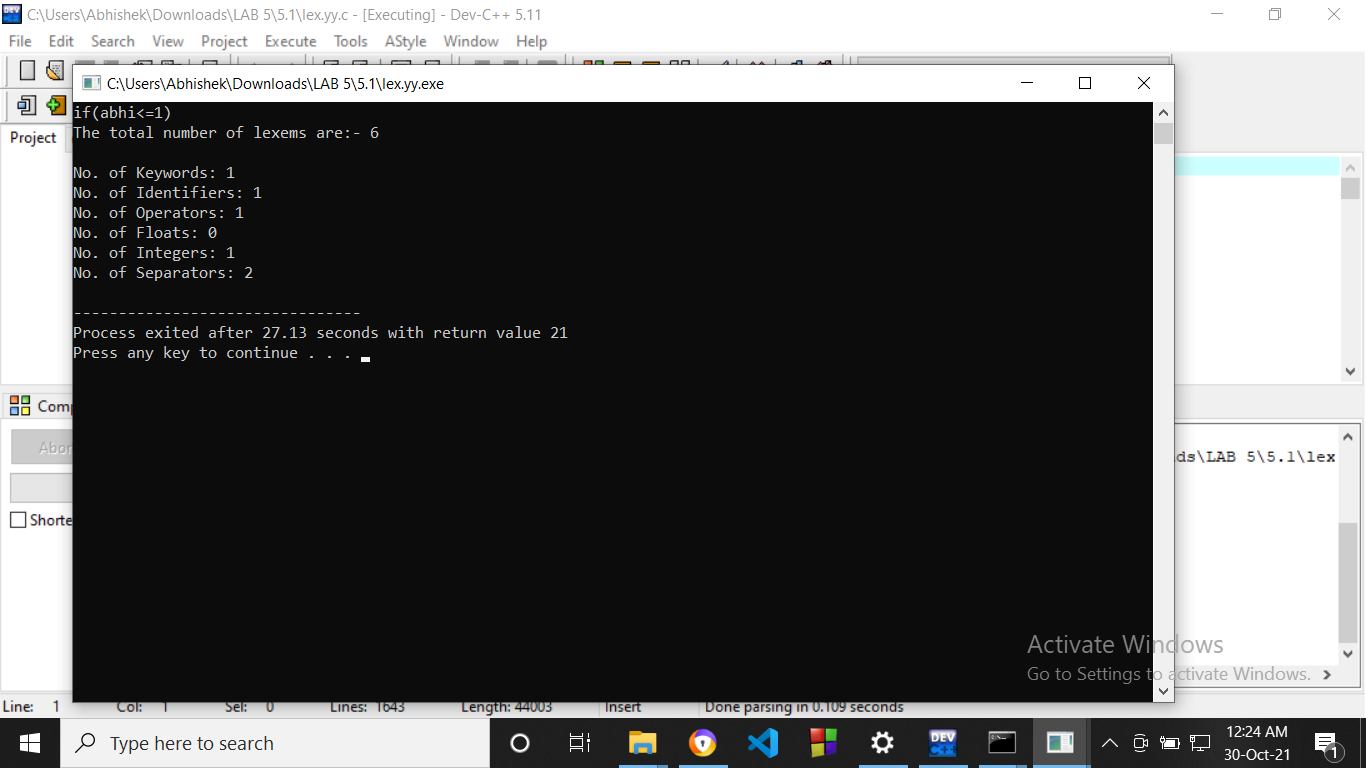 C:\Users\Abhishek\Downloads\LAB 5\5.1\lex.yy.c - [Executing] - Dev-C++ 5.11
File Edit Search View Project Execute Tools AStyle Window Help
C:\Users\Abhishek\Downloads\LAB 5\5.1\lex.yy.exe
if(abhi<=1)
The total number of lexems are:- 6
No. of Keywords: 1
No. of Identifiers: 1
No. of Operators: 1
No. of Floats: 0
No. of Integers: 1
No. of Separators: 2
--------------------------------
Process exited after 27.13 seconds with return value 21
Press any key to continue . . .
Project
Comp
Abor
Shorte
ds\LAB 5\5.1\lex
Activate Windows
Go to Settings to activate Windows.
Line: 1 Col: 1 Sel: 0 Lines: 1643 Length: 44003 Insert Done parsing in 0.109 seconds
Type here to search
DEV
12:24 AM
30-Oct-21
1